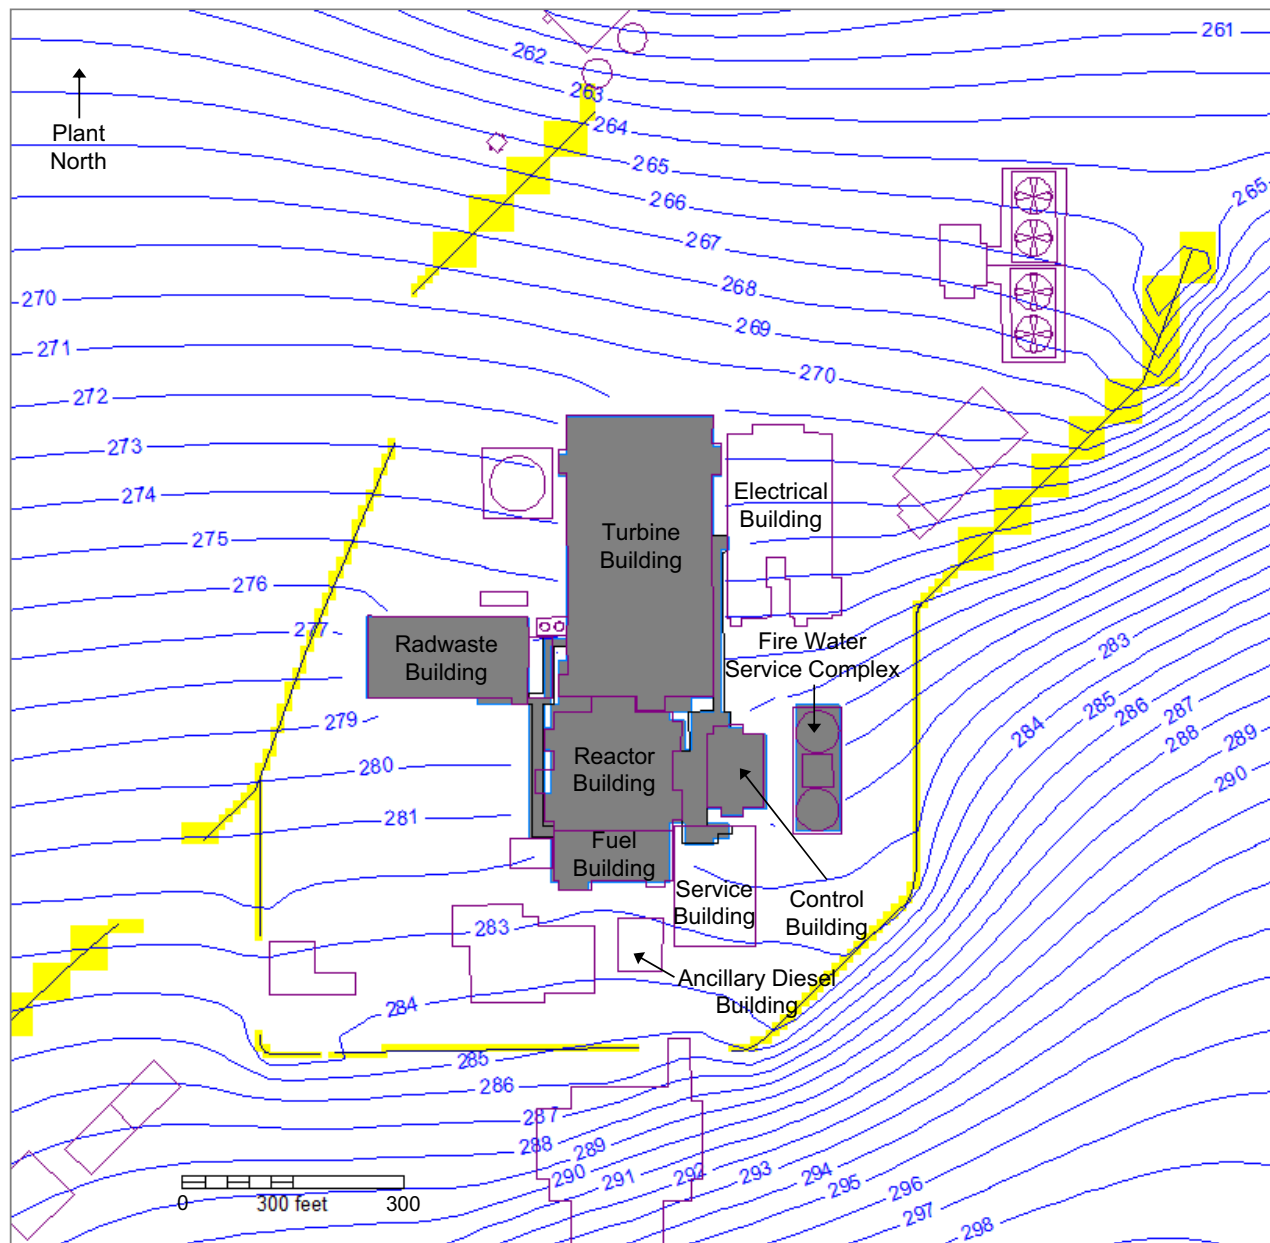 261
262
Plant
North
263
264
265
266
265
267
268
270
269
271
270
272
273
274
Electrical
Building
Turbine
Building
275
276
277
Radwaste
Building
Fire Water
Service Complex
283
284
285
286
287
288
289
290
279
280
Reactor
Building
281
Fuel
Building
Service
Building
Control
Building
283
Ancillary Diesel
Building
284
285
286
287
288
289
290
291
292
293
294
295
296
297
298
0
300 feet
300